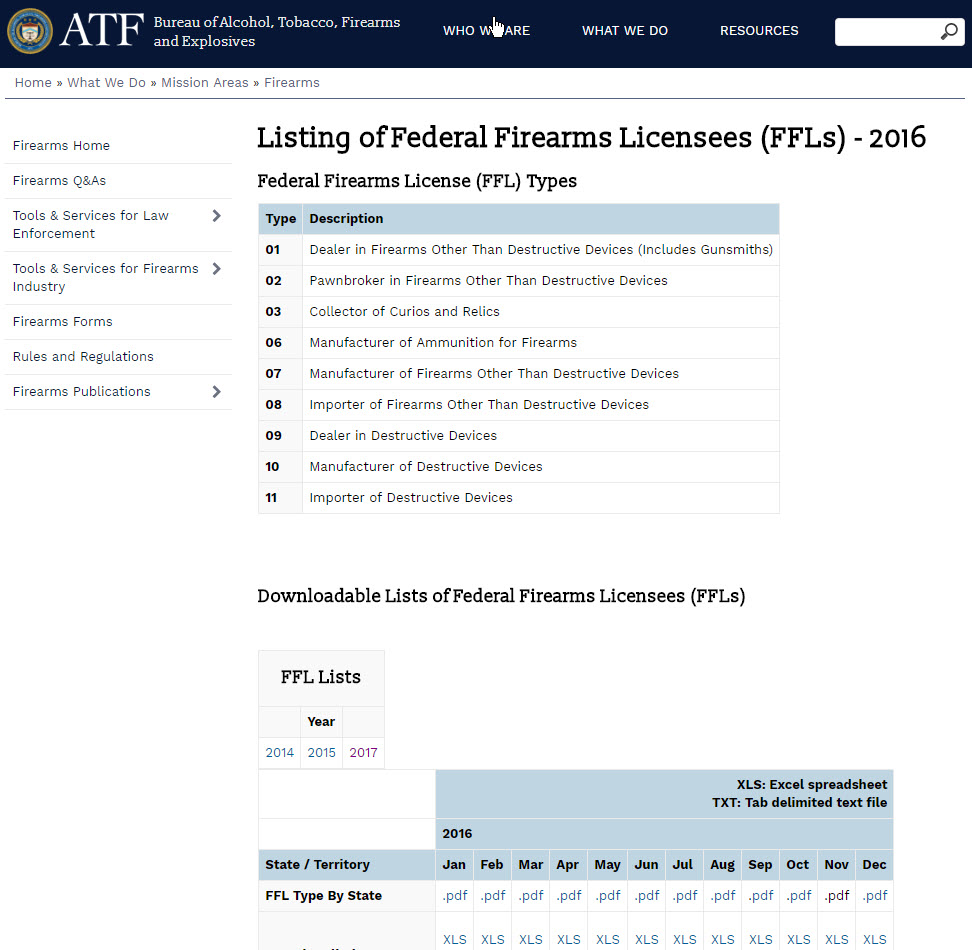 ATF
Bureau of Alcohol, Tobacco, Firearms
and Explosives
WHO WE ARE
WHAT WE DO
RESOURCES
Home » What We Do » Mission Areas » Firearms
Firearms Home
Firearms Q&As
Tools & Services for Law
Enforcement
Tools & Services for Firearms
Industry
Firearms Forms
Rules and Regulations
Firearms Publications
Listing of Federal Firearms Licensees (FFLs) - 2016
Federal Firearms License (FFL) Types
Type Description
01 Dealer in Firearms Other Than Destructive Devices (Includes Gunsmiths)
02 Pawnbroker in Firearms Other Than Destructive Devices
03 Collector of Curios and Relics
06 Manufacturer of Ammunition for Firearms
07 Manufacturer of Firearms Other Than Destructive Devices
08 Importer of Firearms Other Than Destructive Devices
09 Dealer in Destructive Devices
10 Manufacturer of Destructive Devices
11 Importer of Destructive Devices
Downloadable Lists of Federal Firearms Licensees (FFLs)
FFL Lists
Year
2014 2015 2017
XLS: Excel spreadsheet
TXT: Tab delimited text file
2016
State / Territory Jan Feb Mar Apr May Jun Jul Aug Sep Oct Nov Dec
FFL Type By State .pdf .pdf .pdf .pdf .pdf .pdf .pdf .pdf .pdf .pdf .pdf .pdf
XLS XLS XLS XLS XLS XLS XLS XLS XLS XLS XLS XLS